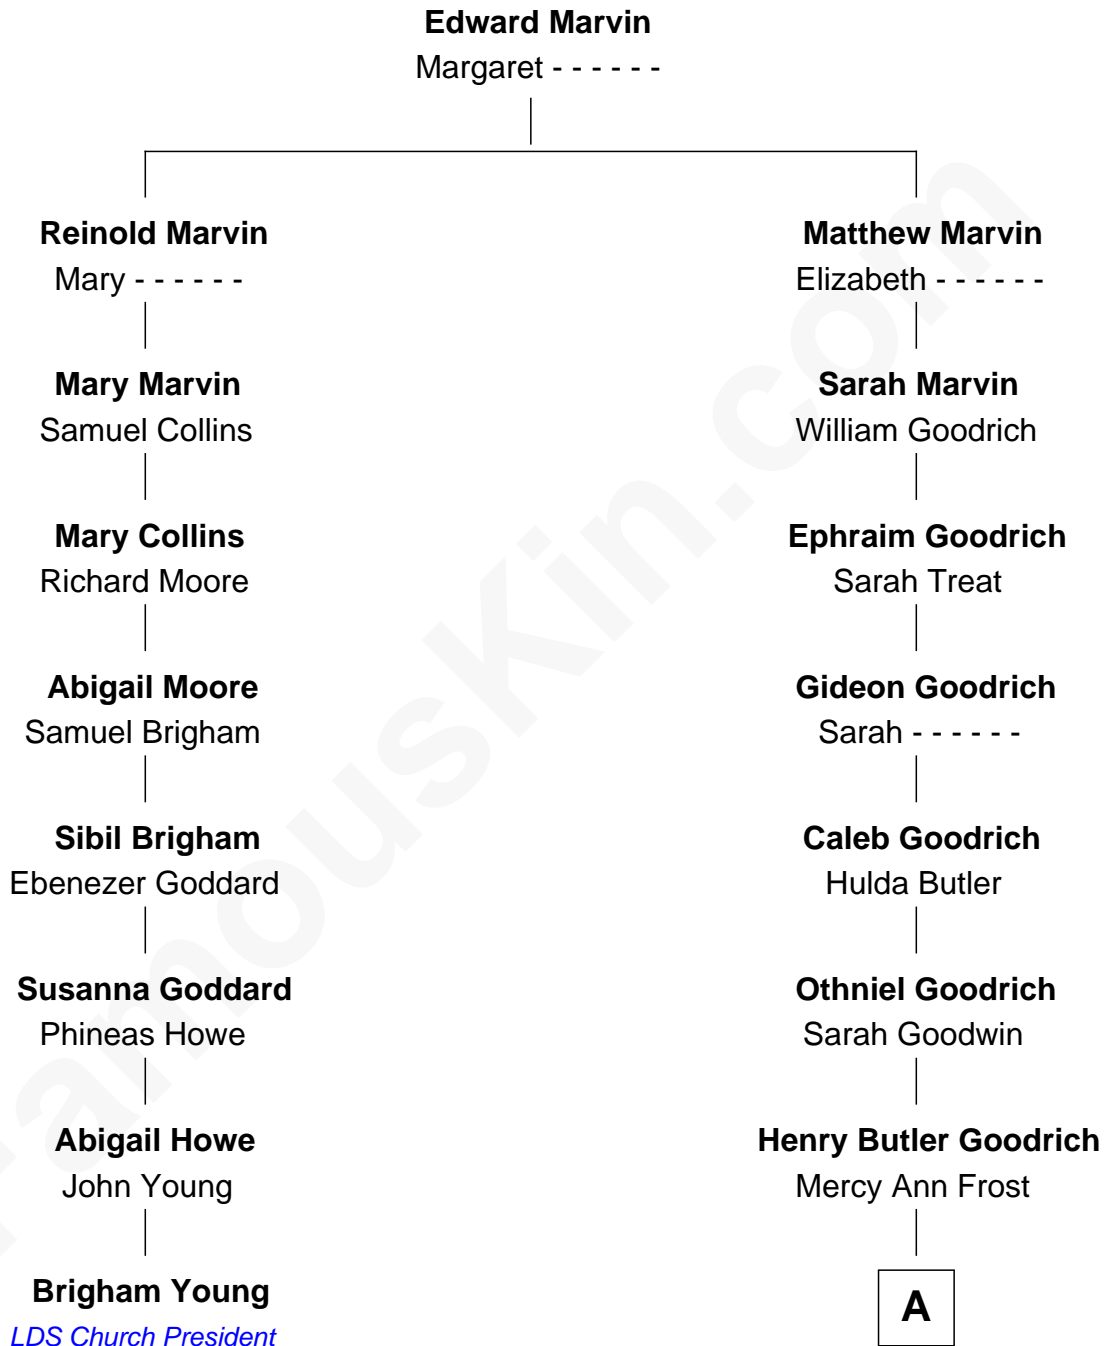 Edward Marvin
Margaret - - - - - -
Reinold Marvin
Mary - - - - - -
Matthew Marvin
Elizabeth - - - - - -
Mary Marvin
Samuel Collins
Sarah Marvin
William Goodrich
Mary Collins
Richard Moore
Ephraim Goodrich
Sarah Treat
Abigail Moore
Samuel Brigham
Gideon Goodrich
Sarah - - - - - -
Sibil Brigham
Ebenezer Goddard
Caleb Goodrich
Hulda Butler
Susanna Goddard
Phineas Howe
Othniel Goodrich
Sarah Goodwin
Abigail Howe
John Young
Henry Butler Goodrich
Mercy Ann Frost
Brigham Young
LDS Church President
A
FamousKin.com